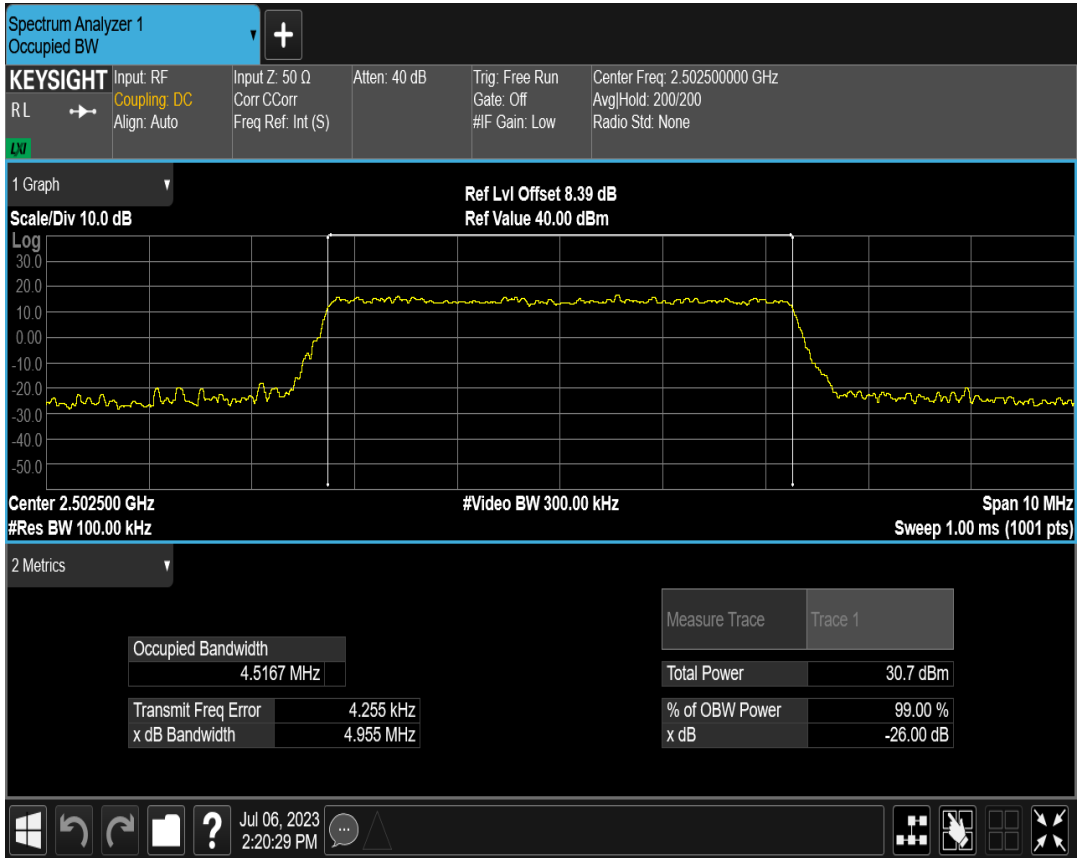 Spectrum Analyzer 1
Occupied BW
+
KEYSIGHT
R L
LXI
Input: RF
Coupling: DC
Align: Auto
Input Z: 50 Ω
Corr CCorr
Freq Ref: Int (S)
Atten: 40 dB
Trig: Free Run
Gate: Off
#IF Gain: Low
Center Freq: 2.502500000 GHz
Avg|Hold: 200/200
Radio Std: None
1 Graph
Scale/Div 10.0 dB
Ref Lvl Offset 8.39 dB
Ref Value 40.00 dBm
Log
30.0
20.0
10.0
0.00
-10.0
-20.0
-30.0
-40.0
-50.0
Center 2.502500 GHz
#Video BW 300.00 kHz
Span 10 MHz
#Res BW 100.00 kHz
Sweep 1.00 ms (1001 pts)
2 Metrics
Measure Trace Trace 1
Occupied Bandwidth
4.5167 MHz
Total Power 30.7 dBm
Transmit Freq Error 4.255 kHz
% of OBW Power 99.00 %
x dB Bandwidth 4.955 MHz
x dB -26.00 dB
?
Jul 06, 2023
2:20:29 PM